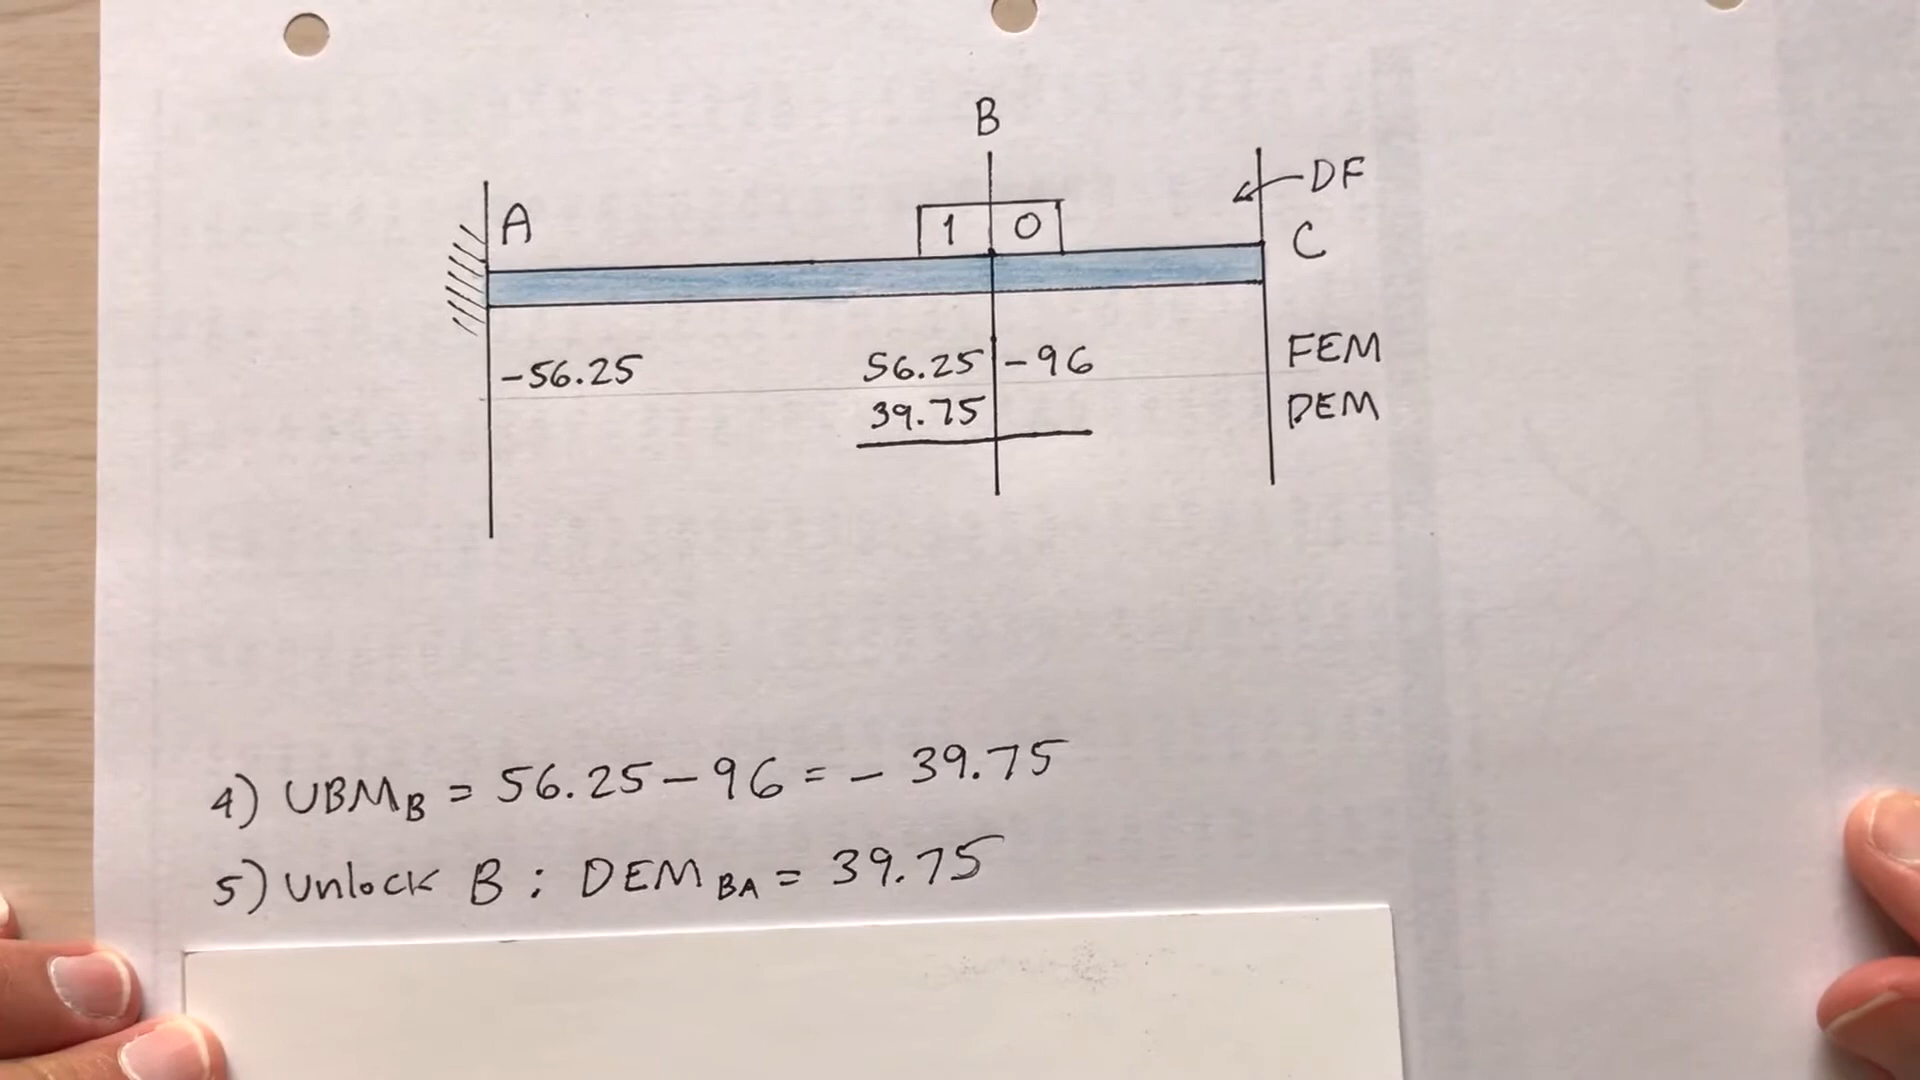 B
DF
A 1 0 C
-56.25 56.25 -96 FEM
39.75 DEM
4) UBM_B = 56.25 - 96 = - 39.75
5) Unlock B : DEM_BA = 39.75